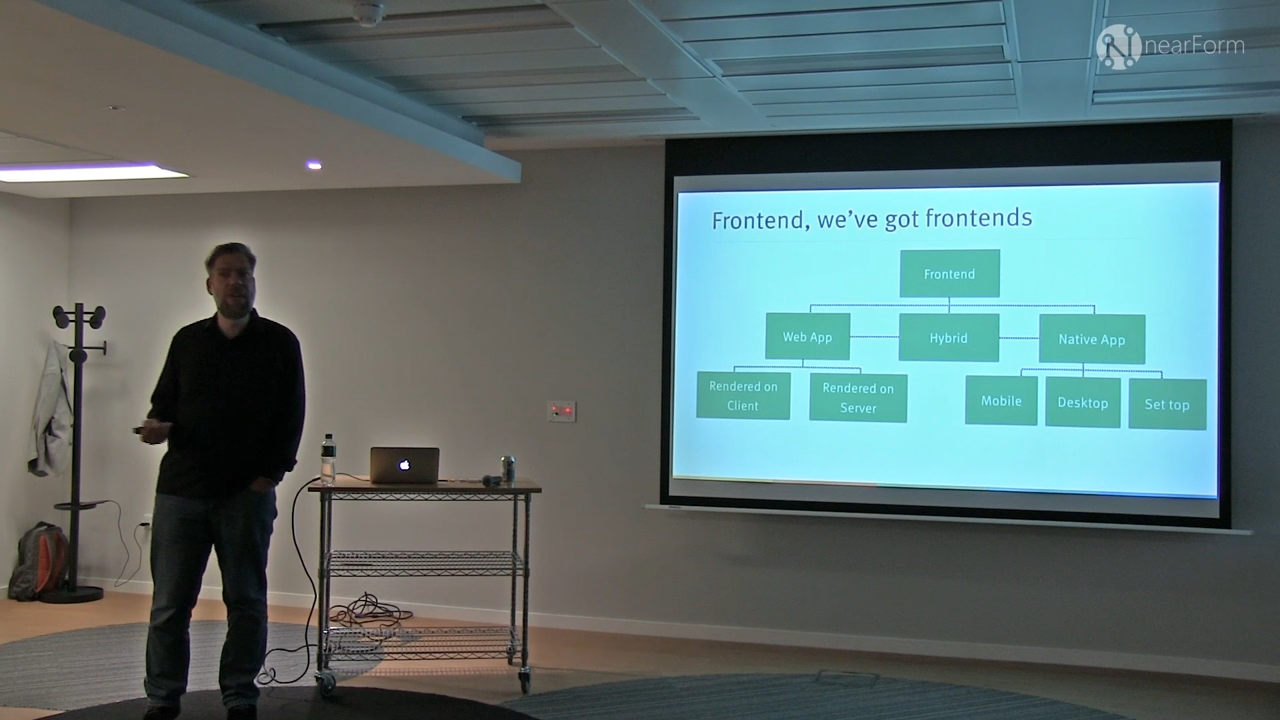 nearForm
Frontend, we've got frontends
Frontend
Web App
Hybrid
Native App
Rendered on
Client
Rendered on
Server
Mobile
Desktop
Set top